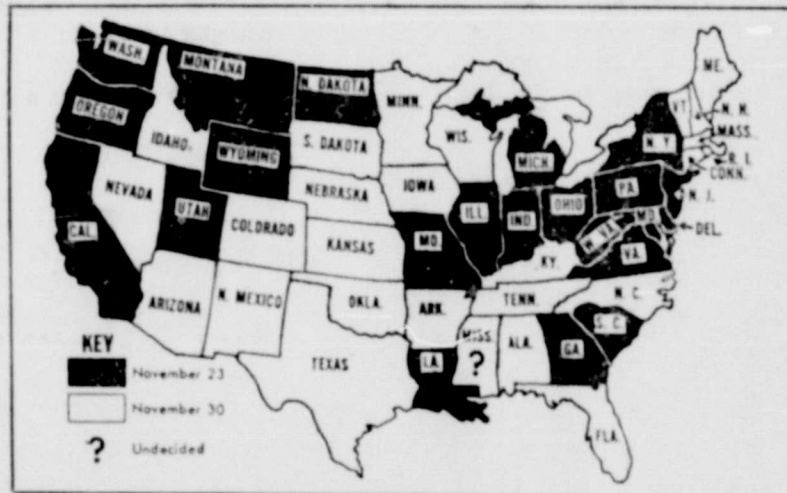 WASH
MONTANA
N. DAKOTA
MINN.
ME.
OREGON
IDAHO
WYOMING
S. DAKOTA
WIS.
MICH
N. Y.
VT.
N. H.
MASS.
R. I.
CONN.
NEVADA
UTAH
COLORADO
NEBRASKA
IOWA
ILL.
IND
OHIO
PA.
N. J.
MD.
DEL.
CAL.
KANSAS
MO.
KY.
W. VA.
VA.
ARIZONA
N. MEXICO
OKLA.
ARK.
TENN.
N. C.
S. C.
TEXAS
LA.
MISS.
?
ALA.
GA.
FLA.
KEY
November 23
November 30
? Undecided